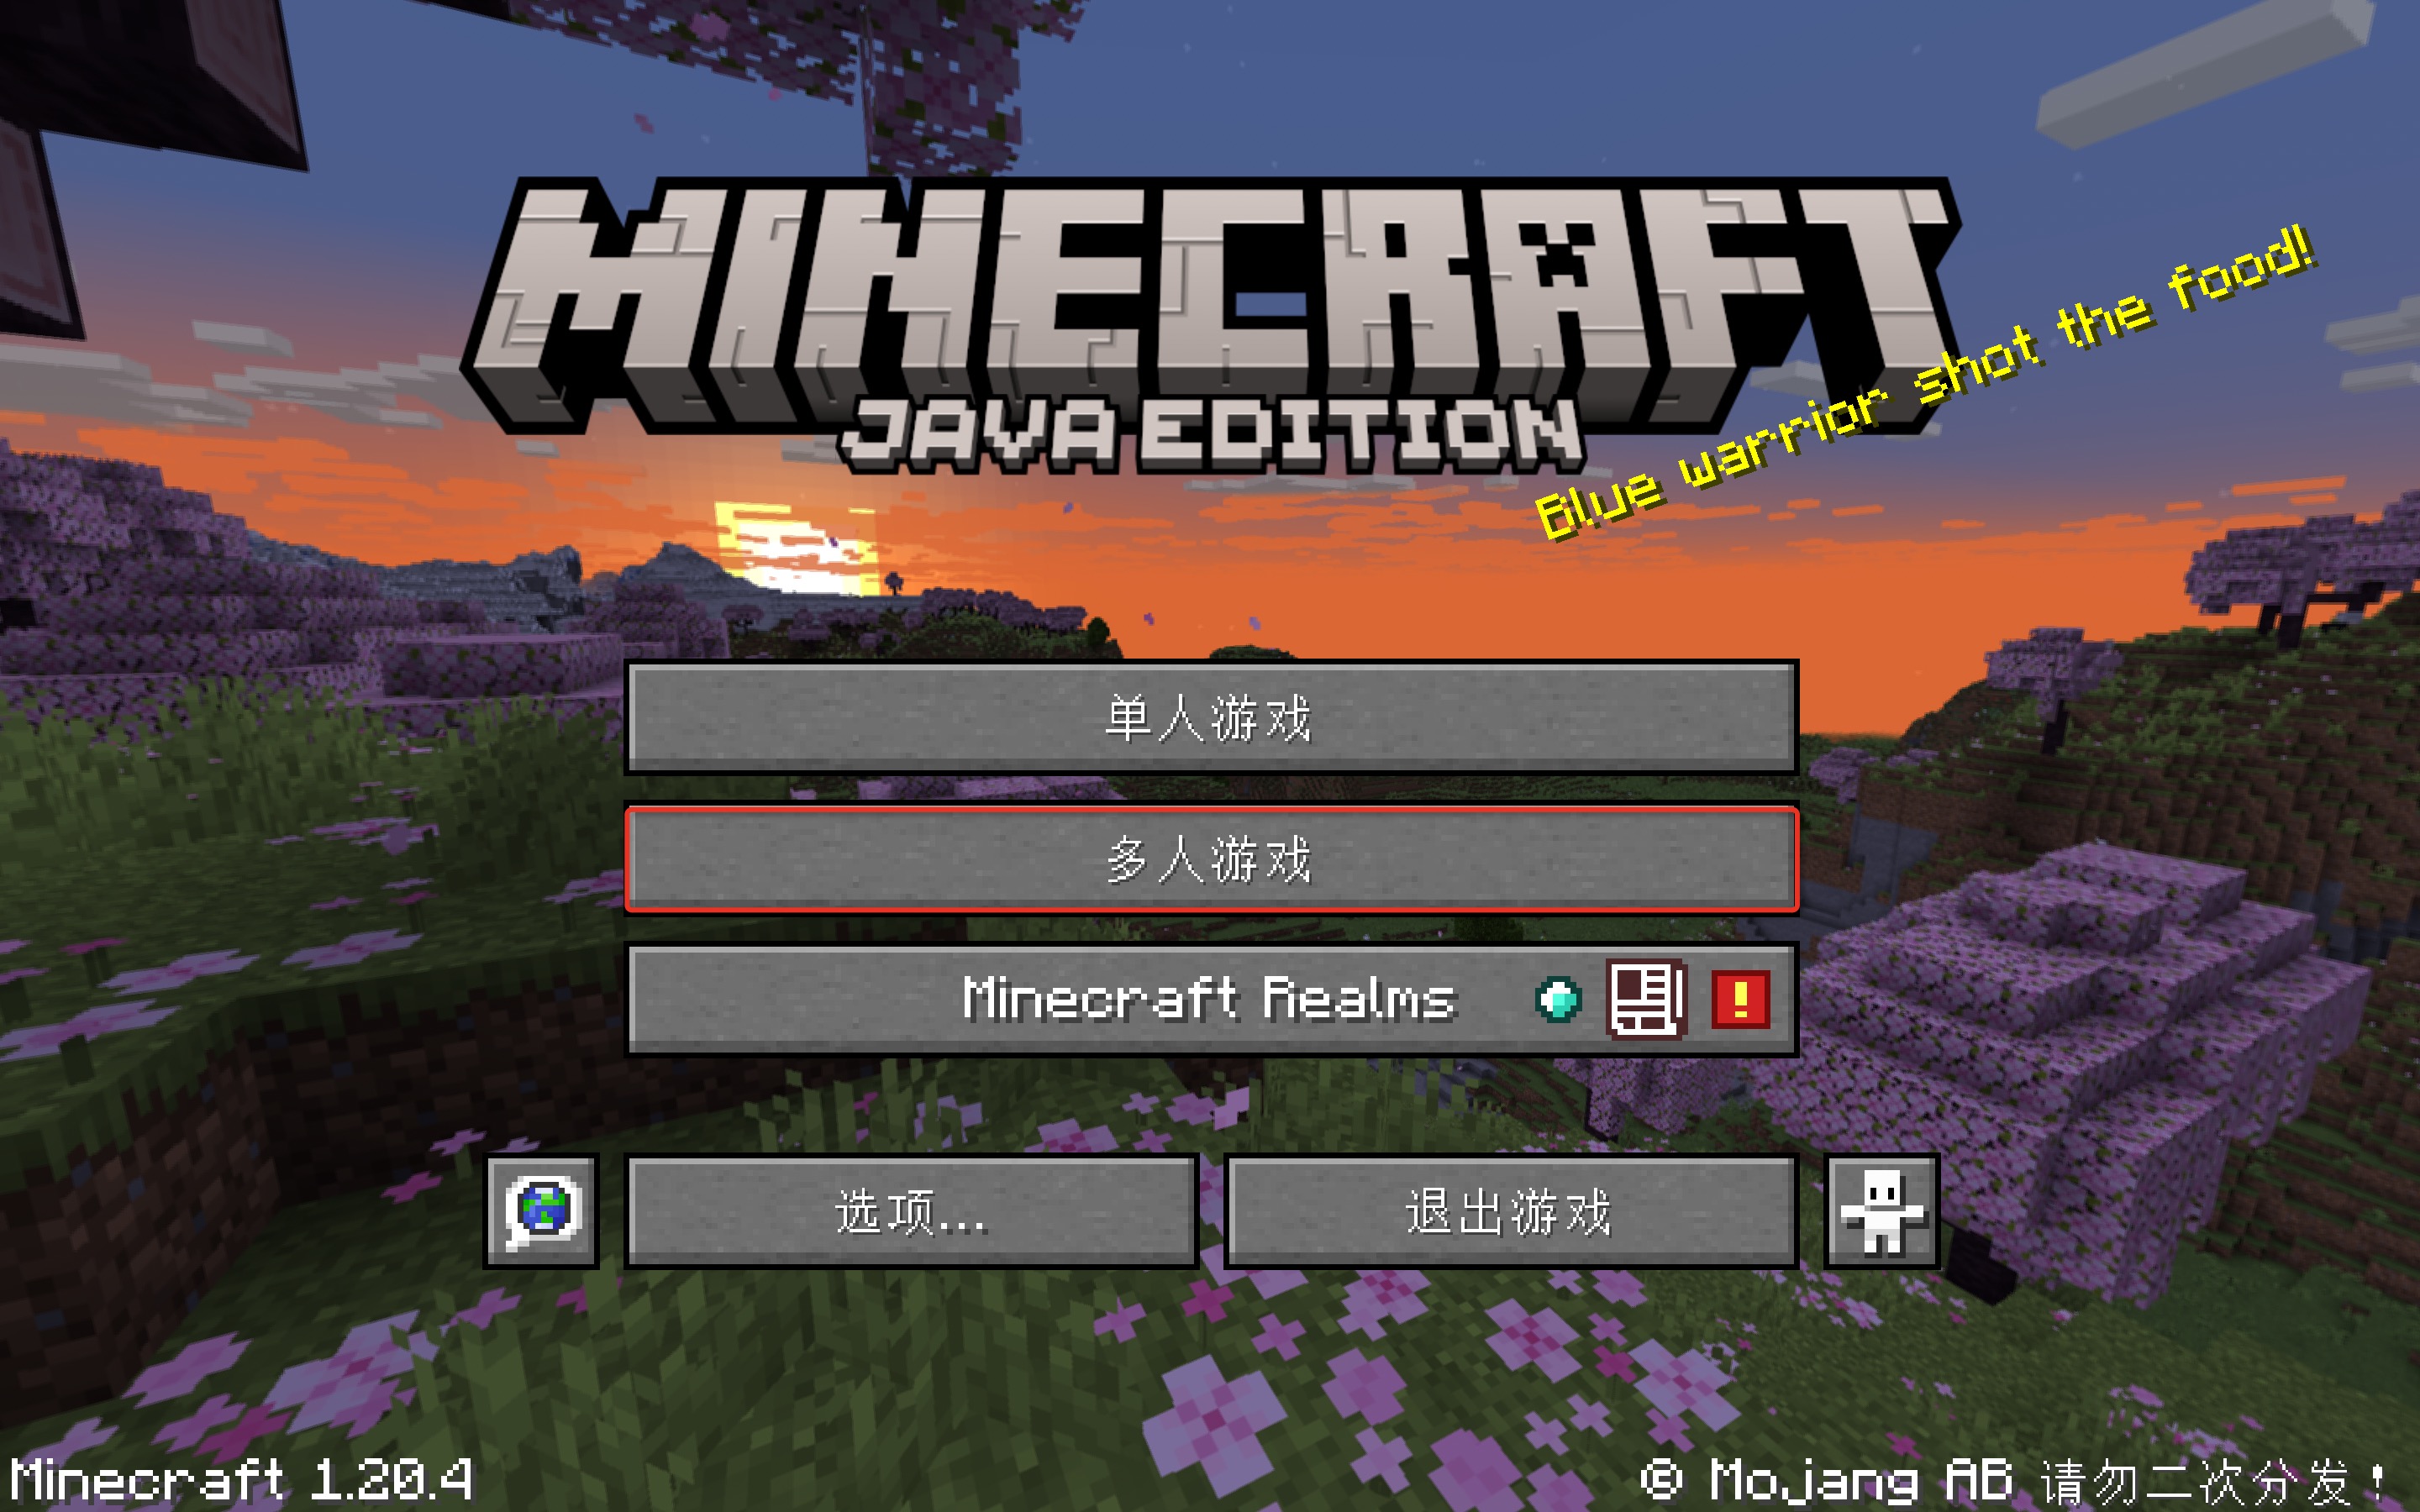 MINECRAFT
JAVA EDITION
Blue warrior shot the food!
单人游戏
多人游戏
Minecraft Realms
选项...
退出游戏
Minecraft 1.20.4
© Mojang AB 请勿二次分发！